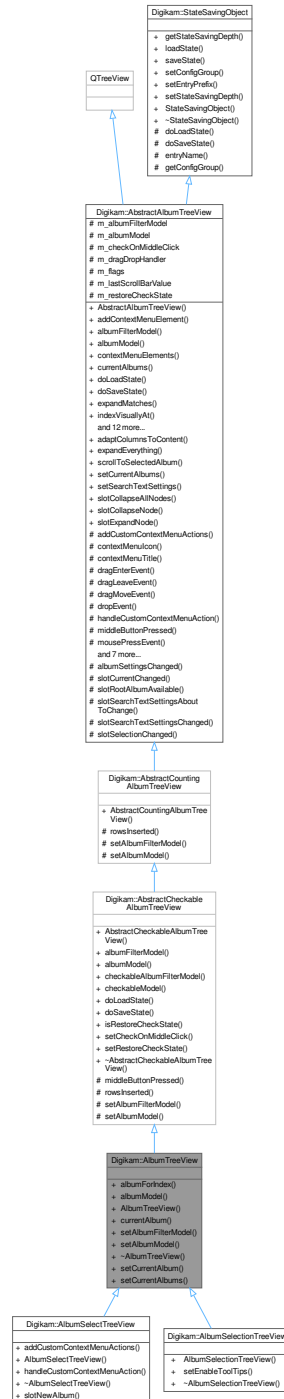 Digikam::StateSavingObject
+ getStateSavingDepth()
+ loadState()
+ saveState()
+ setConfigGroup()
+ setEntryPrefix()
+ setStateSavingDepth()
+ StateSavingObject()
+ ~StateSavingObject()
# doLoadState()
# doSaveState()
# entryName()
# getConfigGroup()
QTreeView
Digikam::AbstractAlbumTreeView
# m_albumFilterModel
# m_albumModel
# m_checkOnMiddleClick
# m_dragDropHandler
# m_flags
# m_lastScrollBarValue
# m_restoreCheckState
+ AbstractAlbumTreeView()
+ addContextMenuElement()
+ albumFilterModel()
+ albumModel()
+ contextMenuElements()
+ currentAlbums()
+ doLoadState()
+ doSaveState()
+ expandMatches()
+ indexVisuallyAt()
and 12 more...
+ adaptColumnsToContent()
+ expandEverything()
+ scrollToSelectedAlbum()
+ setCurrentAlbums()
+ setSearchTextSettings()
+ slotCollapseAllNodes()
+ slotCollapseNode()
+ slotExpandNode()
# addCustomContextMenuActions()
# contextMenuIcon()
# contextMenuTitle()
# dragEnterEvent()
# dragLeaveEvent()
# dragMoveEvent()
# dropEvent()
# handleCustomContextMenuAction()
# middleButtonPressed()
# mousePressEvent()
and 7 more...
# albumSettingsChanged()
# slotCurrentChanged()
# slotRootAlbumAvailable()
# slotSearchTextSettingsAbout
ToChange()
# slotSearchTextSettingsChanged()
# slotSelectionChanged()
Digikam::AbstractCounting
AlbumTreeView
+ AbstractCountingAlbumTree
View()
# rowsInserted()
# setAlbumFilterModel()
# setAlbumModel()
Digikam::AbstractCheckable
AlbumTreeView
+ AbstractCheckableAlbumTree
View()
+ albumFilterModel()
+ albumModel()
+ checkableAlbumFilterModel()
+ checkableModel()
+ doLoadState()
+ doSaveState()
+ isRestoreCheckState()
+ setCheckOnMiddleClick()
+ setRestoreCheckState()
+ ~AbstractCheckableAlbumTree
View()
# middleButtonPressed()
# rowsInserted()
# setAlbumFilterModel()
# setAlbumModel()
Digikam::AlbumTreeView
+ albumForIndex()
+ albumModel()
+ AlbumTreeView()
+ currentAlbum()
+ setAlbumFilterModel()
+ setAlbumModel()
+ ~AlbumTreeView()
+ setCurrentAlbum()
+ setCurrentAlbums()
Digikam::AlbumSelectTreeView
+ addCustomContextMenuActions()
+ AlbumSelectTreeView()
+ handleCustomContextMenuAction()
+ ~AlbumSelectTreeView()
+ slotNewAlbum()
Digikam::AlbumSelectionTreeView
+ AlbumSelectionTreeView()
+ setEnableToolTips()
+ ~AlbumSelectionTreeView()